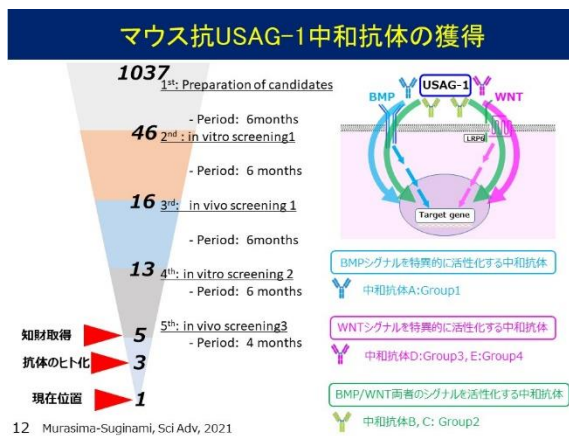 マウス抗USAG-1中和抗体の獲得
1037
1st: Preparation of candidates
- Period: 6months
46
2nd : in vitro screening1
- Period: 6 months
16
3rd: in vivo screening 1
- Period: 6months
13
4th: in vitro screening 2
- Period: 6 months
知財取得
5
5th: in vivo screening3
- Period: 4 months
抗体のヒト化
3
現在位置
1
12 Murasima-Suginami, Sci Adv, 2021
USAG-1
BMP
WNT
LRP6
Target gene
BMPシグナルを特異的に活性化する中和抗体
中和抗体A:Group1
WNTシグナルを特異的に活性化する中和抗体
中和抗体D:Group3, E:Group4
BMP/WNT両者のシグナルを活性化する中和抗体
中和抗体B, C: Group2